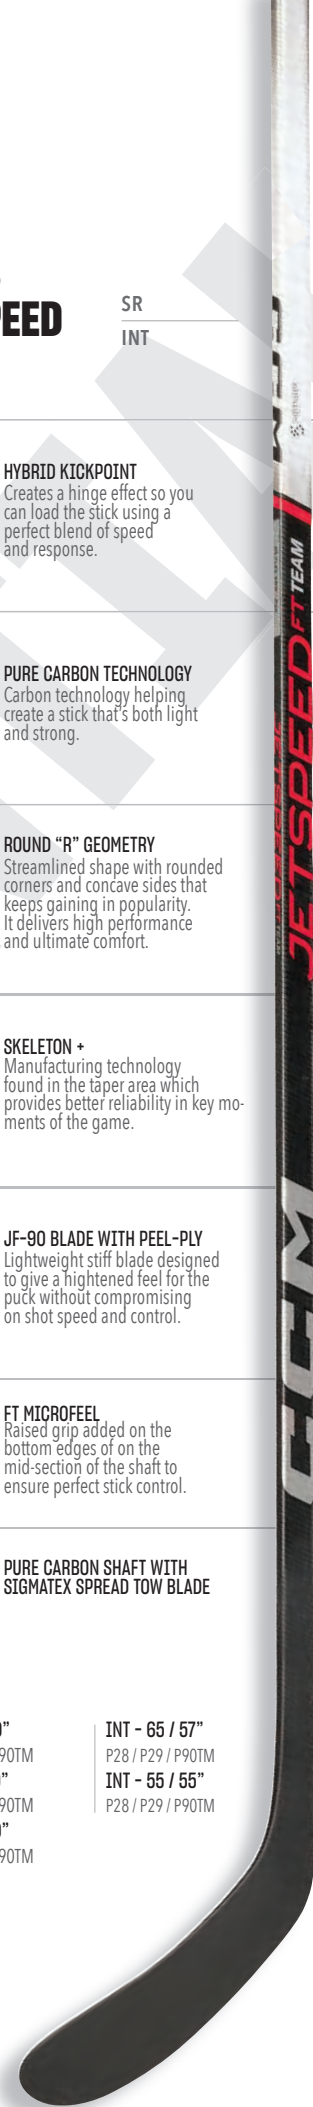 EED
SR
INT
HYBRID KICKPOINT
Creates a hinge effect so you
can load the stick using a
perfect blend of speed
and response.
PURE CARBON TECHNOLOGY
Carbon technology helping
create a stick that's both light
and strong.
ROUND “R” GEOMETRY
Streamlined shape with rounded
corners and concave sides that
keeps gaining in popularity.
It delivers high performance
and ultimate comfort.
SKELETON +
Manufacturing technology
found in the taper area which
provides better reliability in key mo-
ments of the game.
JF-90 BLADE WITH PEEL-PLY
Lightweight stiff blade designed
to give a hightened feel for the
puck without compromising
on shot speed and control.
FT MICROFEEL
Raised grip added on the
bottom edges of on the
mid-section of the shaft to
ensure perfect stick control.
PURE CARBON SHAFT WITH
SIGMATEX SPREAD TOW BLADE
90TM
90TM
90TM
INT - 65 / 57”
P28 / P29 / P90TM
INT - 55 / 55”
P28 / P29 / P90TM
JETSPEED FT TEAM
CCM